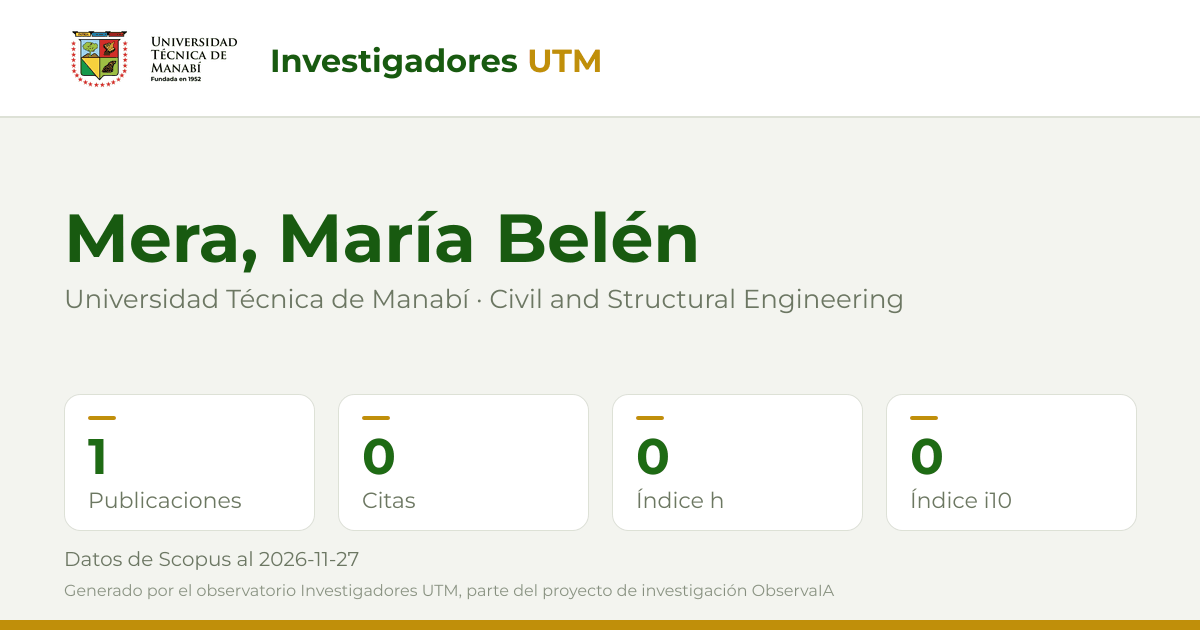 UNIVERSIDAD
TÉCNICA DE
MANABÍ
Fundada en 1952
Investigadores UTM
Mera, María Belén
Universidad Técnica de Manabí · Civil and Structural Engineering
1
Publicaciones
0
Citas
0
Índice h
0
Índice i10
Datos de Scopus al 2026-11-27
Generado por el observatorio Investigadores UTM, parte del proyecto de investigación ObservaIA